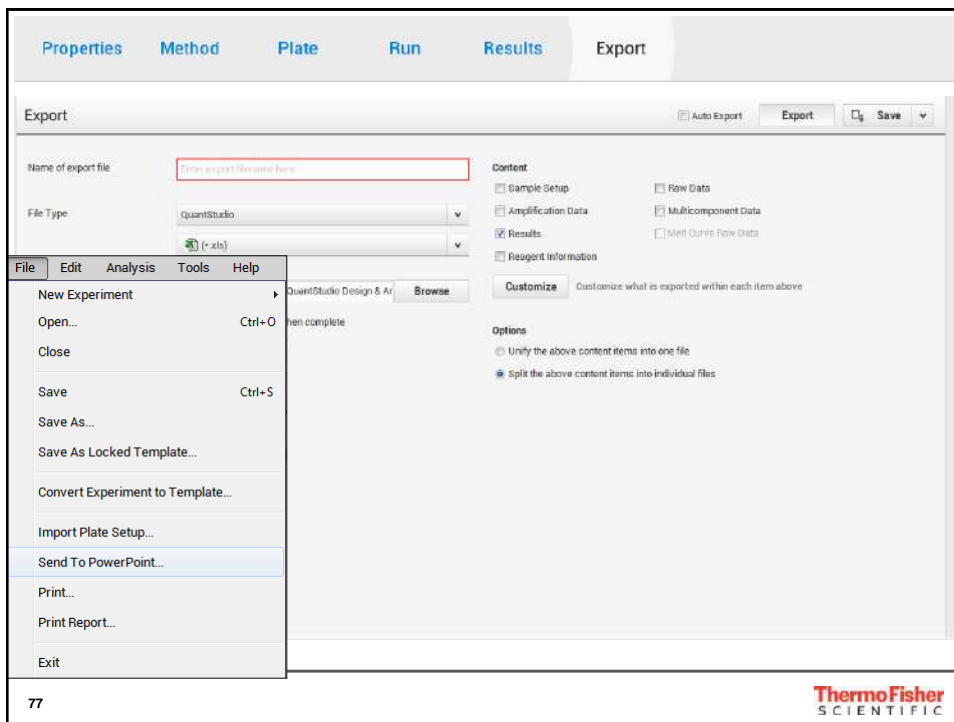 Properties Method Plate Run Results Export
Export
Auto Export Export Save
Name of export file Enter export filename here
File Type QuantStudio
(*.xls)
QuantStudio Design & Ar Browse
hen complete
Content
Sample Setup Raw Data
Amplification Data Multicomponent Data
Results Melt Curve Raw Data
Reagent Information
Customize Customize what is exported within each item above
Options
Unify the above content items into one file
Split the above content items into individual files
File Edit Analysis Tools Help
New Experiment
Open... Ctrl+O
Close
Save Ctrl+S
Save As...
Save As Locked Template...
Convert Experiment to Template...
Import Plate Setup...
Send To PowerPoint...
Print...
Print Report...
Exit
77
ThermoFisher
SCIENTIFIC